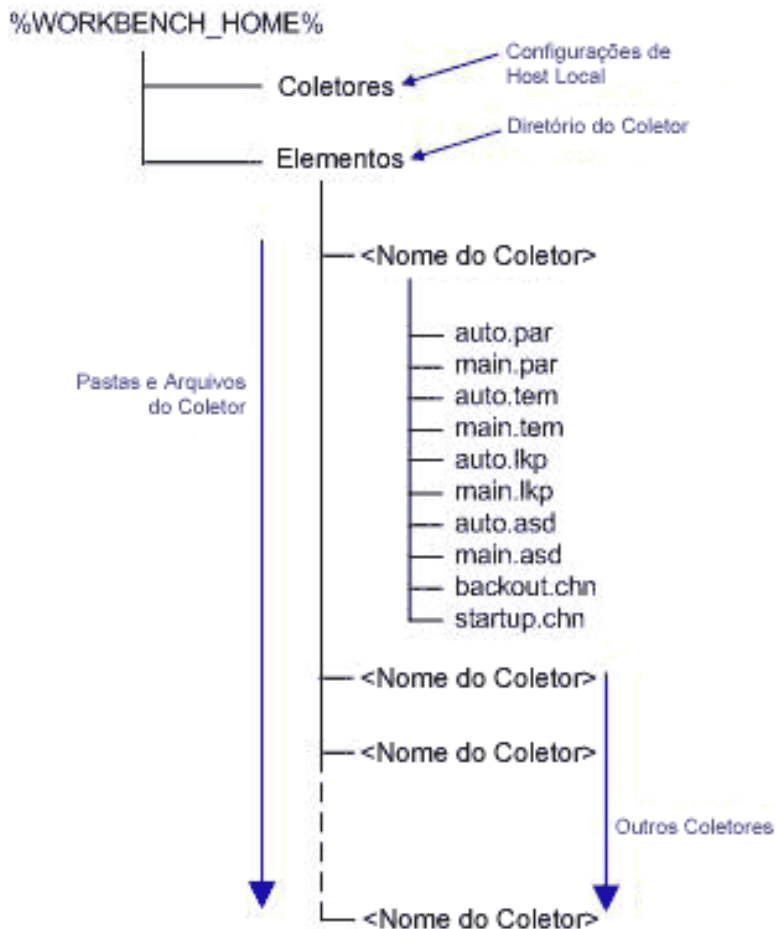 %WORKBENCH_HOME%
Configurações de
Host Local
Coletores
Diretório do Coletor
Elementos
<Nome do Coletor>
auto.par
main.par
Pastas e Arquivos
do Coletor
auto.tem
main.tem
auto.lkp
main.lkp
auto.asd
main.asd
backout.chn
startup.chn
<Nome do Coletor>
<Nome do Coletor>
Outros Coletores
<Nome do Coletor>